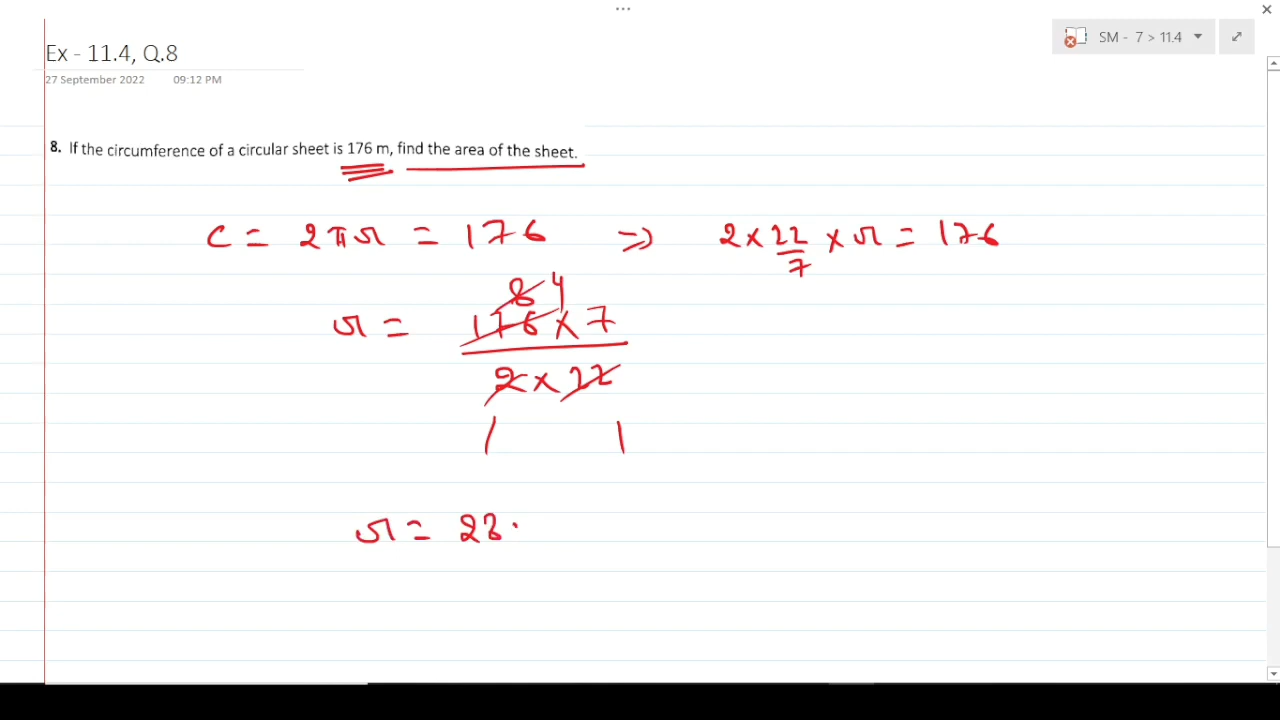 SM - 7 > 11.4
Ex - 11.4, Q.8
27 September 2022 09:12 PM
8. If the circumference of a circular sheet is 176 m, find the area of the sheet.
c = 2πr = 176 ⇒ 2 × 22/7 × r = 176
8 4
r = 176 × 7
2 × 22
1 1
r = 28.